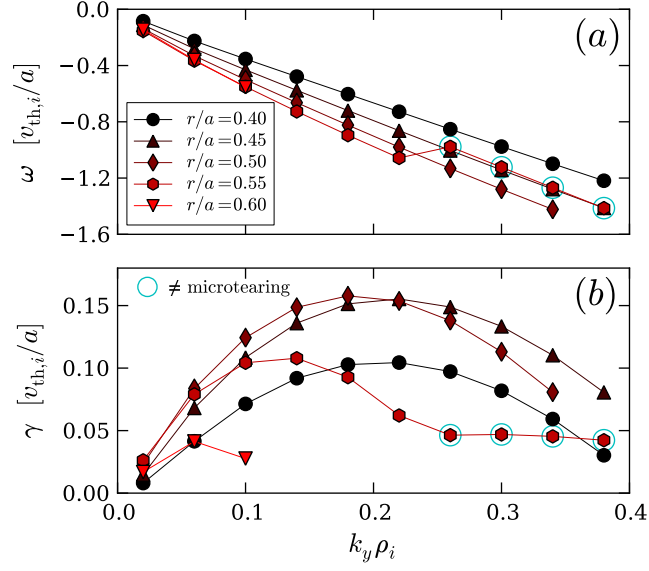 0.0
−0.4
−0.8
−1.2
−1.6
ω [v_th,i/a]
(a)
r/a=0.40
r/a=0.45
r/a=0.50
r/a=0.55
r/a=0.60
0.15
0.10
0.05
0.00
γ [v_th,i/a]
≠ microtearing
(b)
0.0 0.1 0.2 0.3 0.4
k_yρ_i